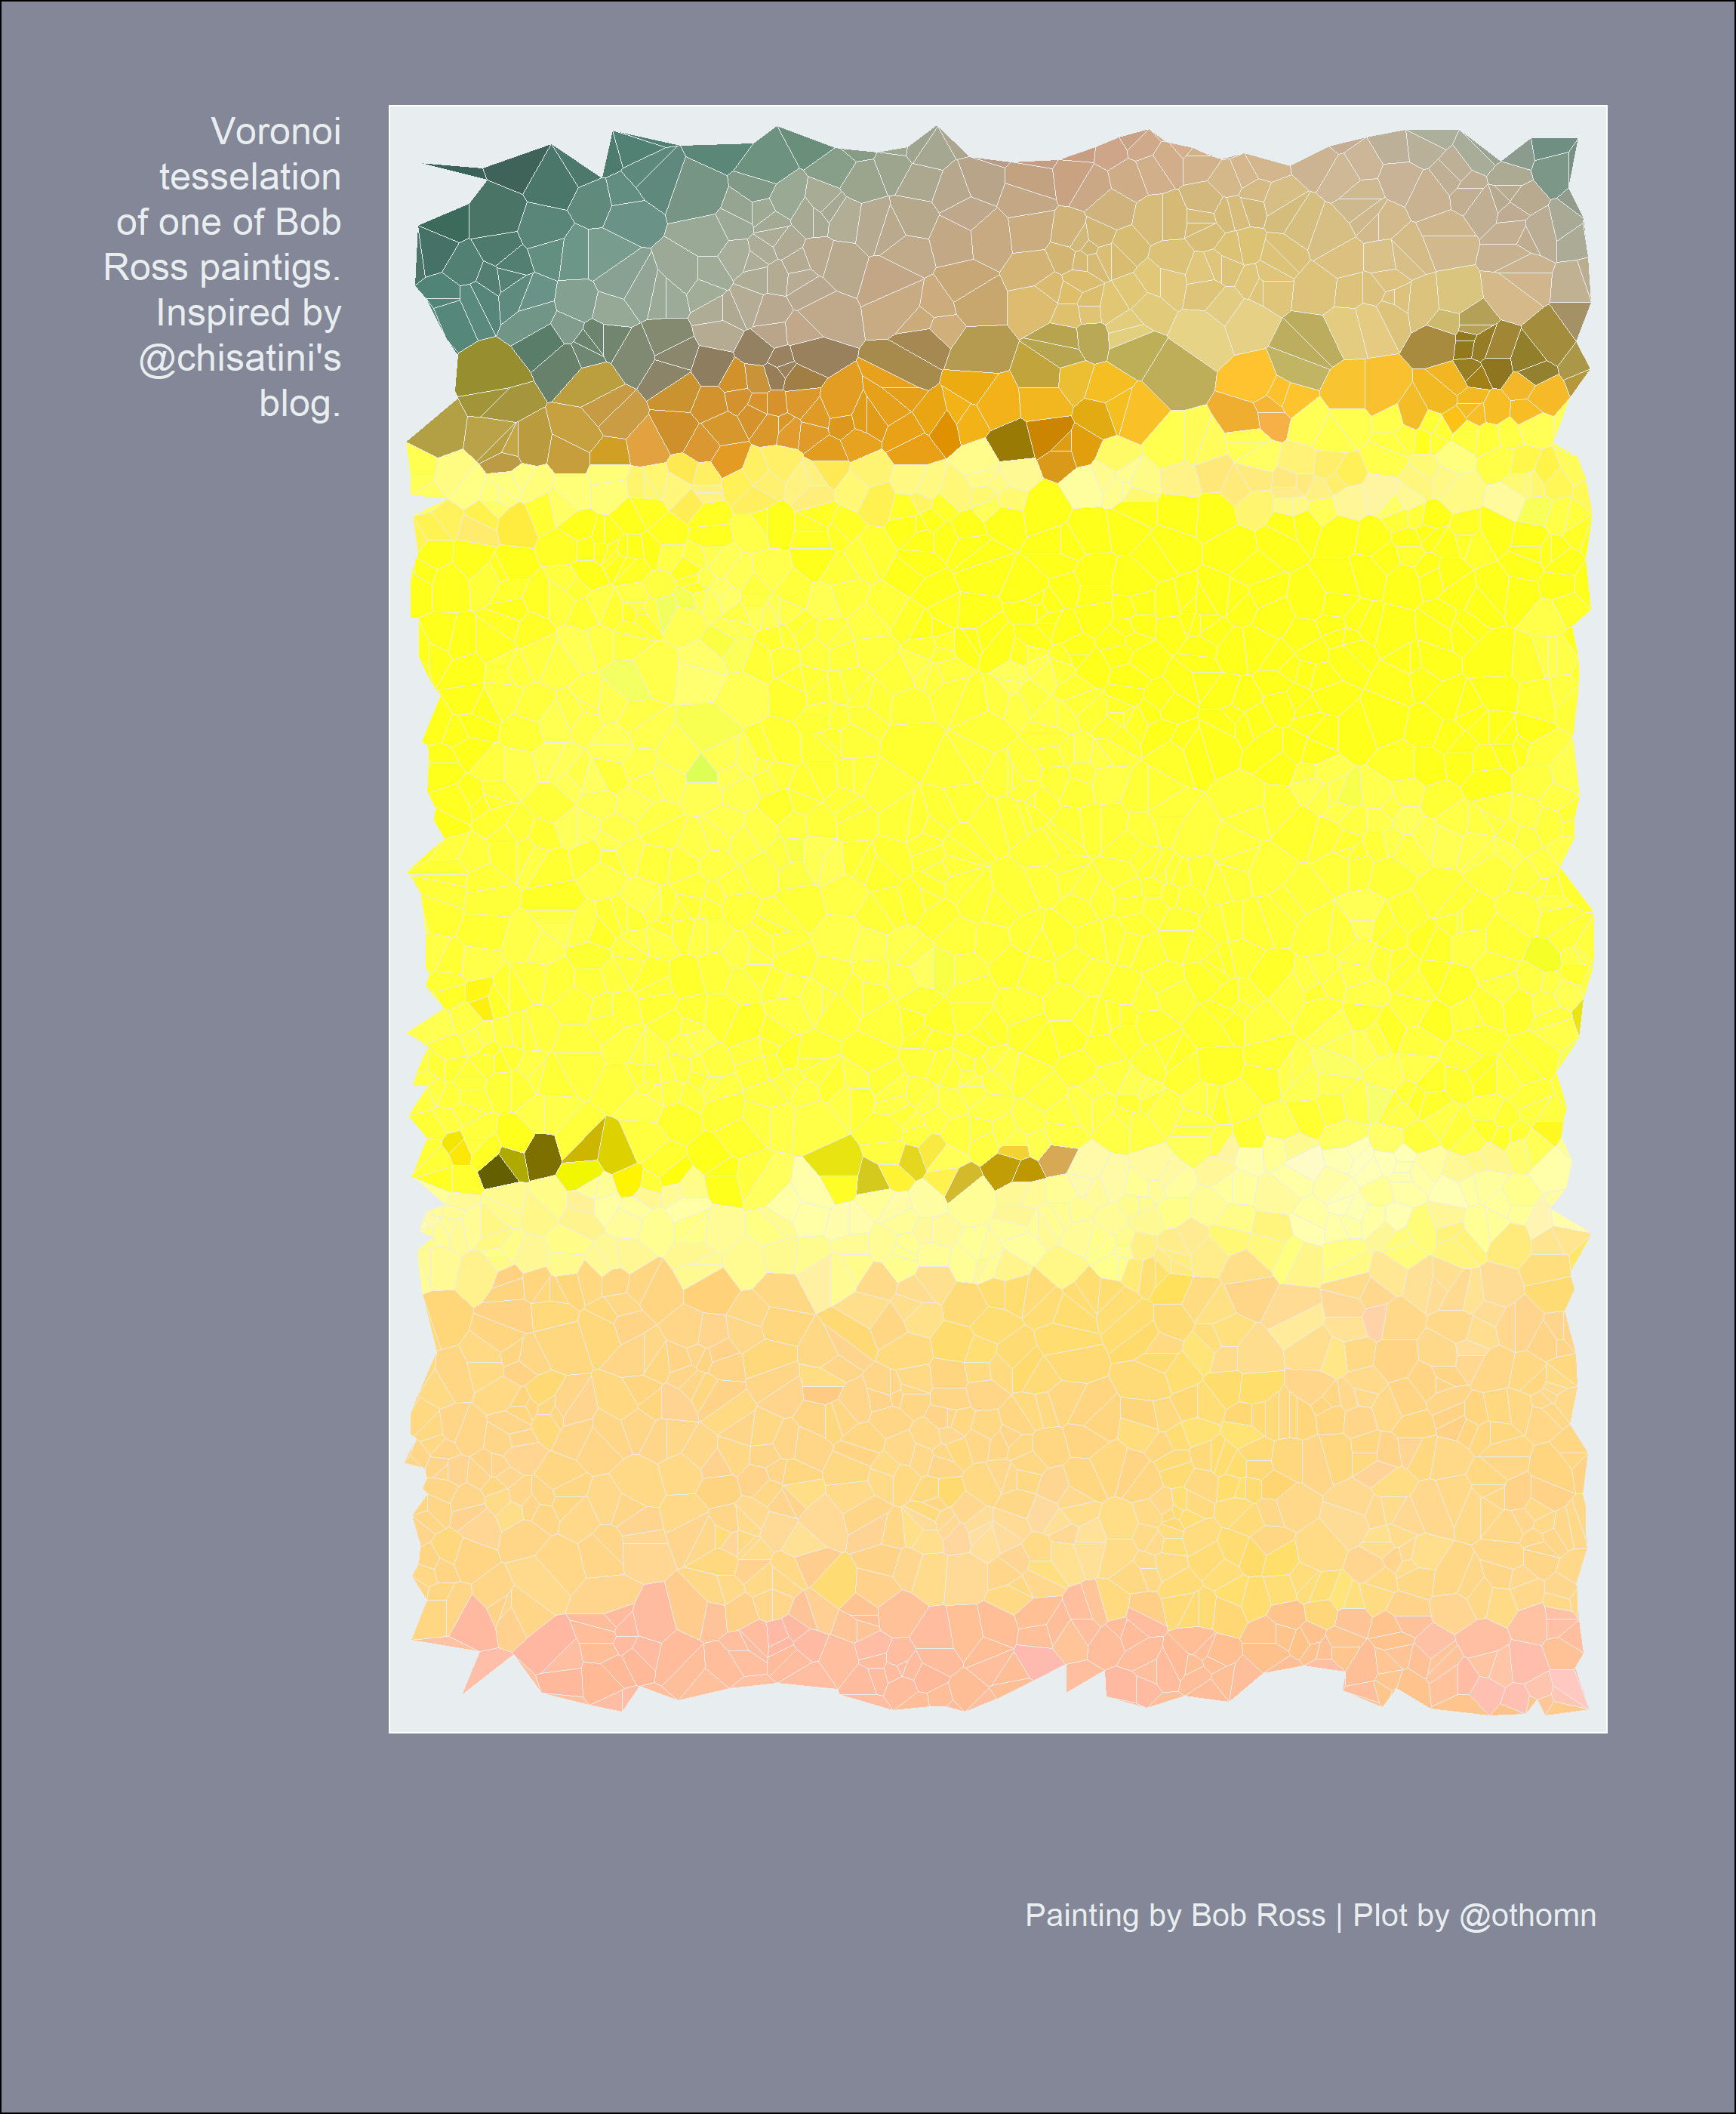 Voronoi
tesselation
of one of Bob
Ross paintigs.
Inspired by
@chisatini's
blog.
Painting by Bob Ross | Plot by @othomn